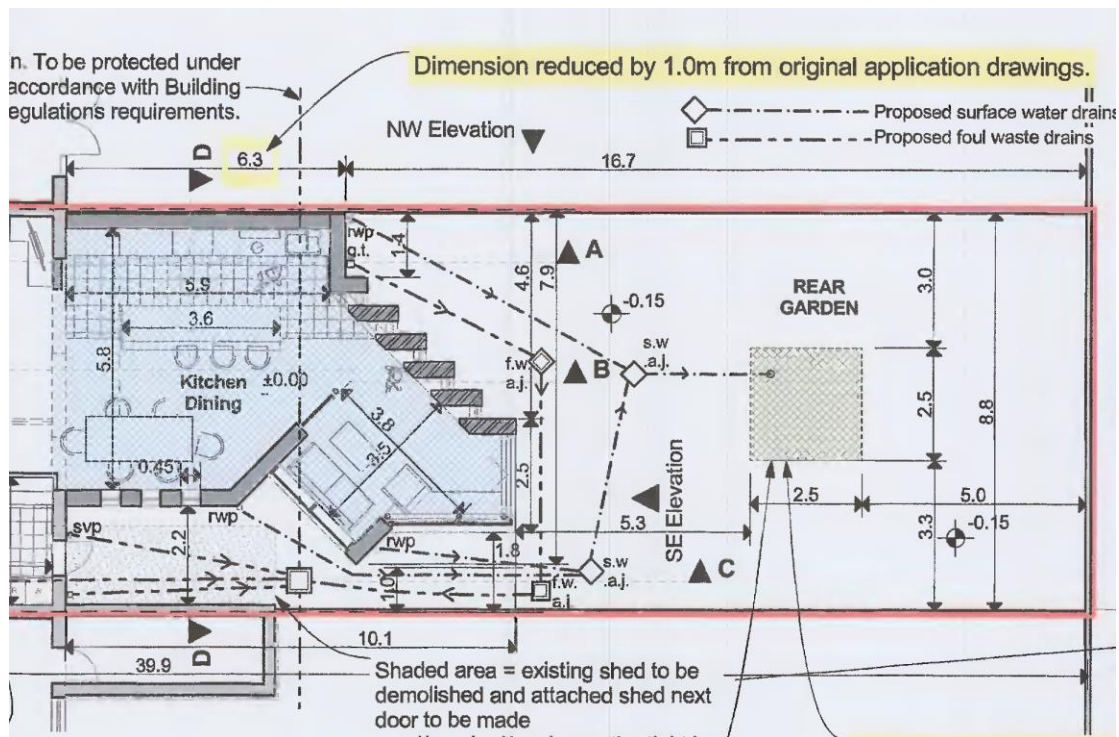 n. To be protected under
accordance with Building
egulations requirements.
Dimension reduced by 1.0m from original application drawings.
Proposed surface water drains
Proposed foul waste drains
NW Elevation
D
6.3
16.7
rwp
g.t.
1.4
4.6
7.9
A
-0.15
REAR
GARDEN
3.0
5.9
3.6
5.8
Kitchen
Dining
±0.00
f.w.
a.j.
B
s.w
a.j.
2.5
8.8
3.8
3.5
0.45
2.5
SE Elevation
2.5
5.0
5.3
3.3
-0.15
svp
rwp
2.2
rwp
1.8
1.0
s.w
.a.j.
f.w.
a.j
C
D
10.1
39.9
Shaded area = existing shed to be
demolished and attached shed next
door to be made